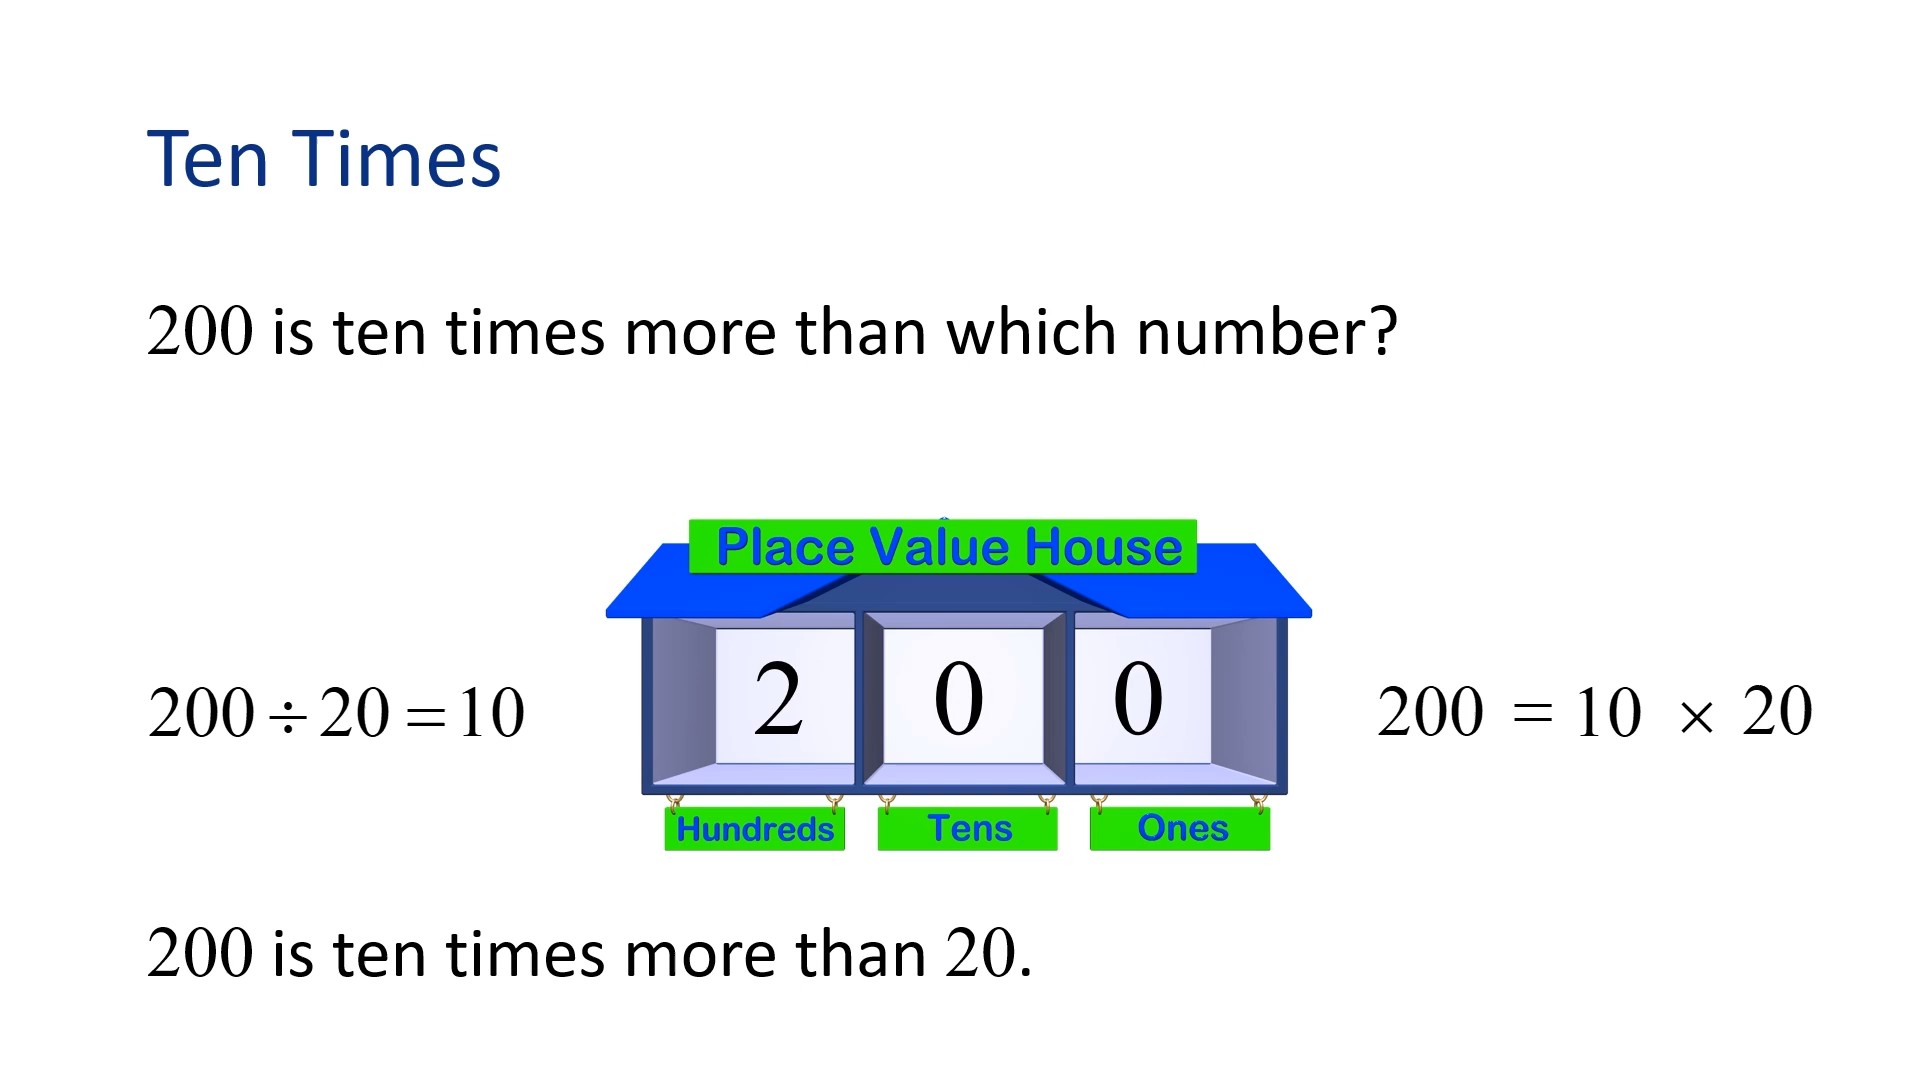 Ten Times
200 is ten times more than which number?
Place Value House
200 ÷ 20 = 10
2 0 0
200 = 10 × 20
Hundreds Tens Ones
200 is ten times more than 20.